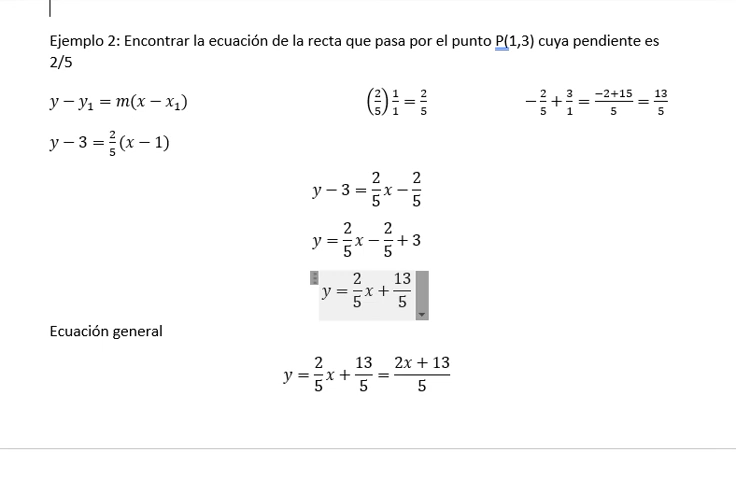 Ejemplo 2: Encontrar la ecuación de la recta que pasa por el punto P(1,3) cuya pendiente es
2/5
y − y₁ = m(x − x₁)
(2/5) 1/1 = 2/5
−2/5 + 3/1 = (−2+15)/5 = 13/5
y − 3 = 2/5 (x − 1)
y − 3 = 2/5 x − 2/5
y = 2/5 x − 2/5 + 3
y = 2/5 x + 13/5
Ecuación general
y = 2/5 x + 13/5 = (2x + 13)/5